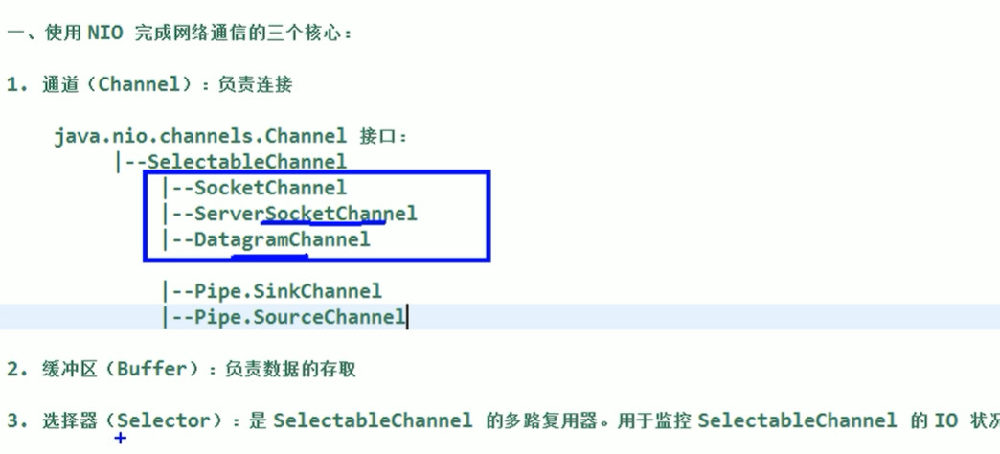 一、使用 NIO 完成网络通信的三个核心：
1. 通道（Channel）：负责连接
java.nio.channels.Channel 接口：
|--SelectableChannel
|--SocketChannel
|--ServerSocketChannel
|--DatagramChannel
|--Pipe.SinkChannel
|--Pipe.SourceChannel
2. 缓冲区（Buffer）：负责数据的存取
3. 选择器（Selector）：是 SelectableChannel 的多路复用器。用于监控 SelectableChannel 的 IO 状况